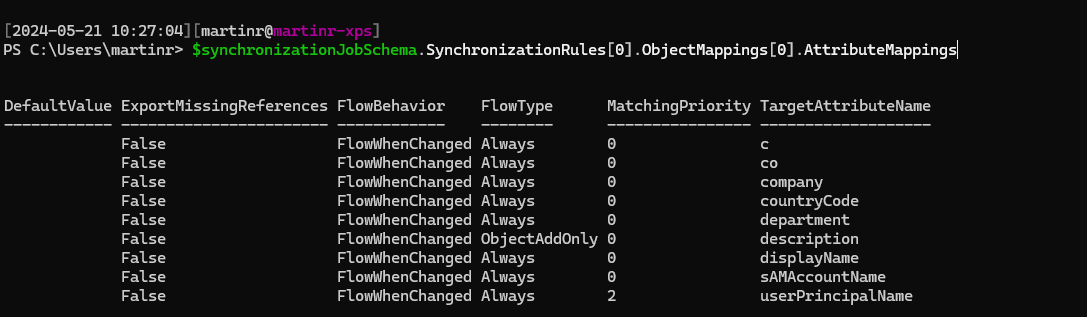 [2024-05-21 10:27:04][martinr@martinr-xps]
PS C:\Users\martinr> $synchronizationJobSchema.SynchronizationRules[0].ObjectMappings[0].AttributeMappings
DefaultValue ExportMissingReferences FlowBehavior    FlowType      MatchingPriority TargetAttributeName
------------ ----------------------- ------------    --------      ---------------- -------------------
             False                   FlowWhenChanged Always        0                c
             False                   FlowWhenChanged Always        0                co
             False                   FlowWhenChanged Always        0                company
             False                   FlowWhenChanged Always        0                countryCode
             False                   FlowWhenChanged Always        0                department
             False                   FlowWhenChanged ObjectAddOnly 0                description
             False                   FlowWhenChanged Always        0                displayName
             False                   FlowWhenChanged Always        0                sAMAccountName
             False                   FlowWhenChanged Always        2                userPrincipalName